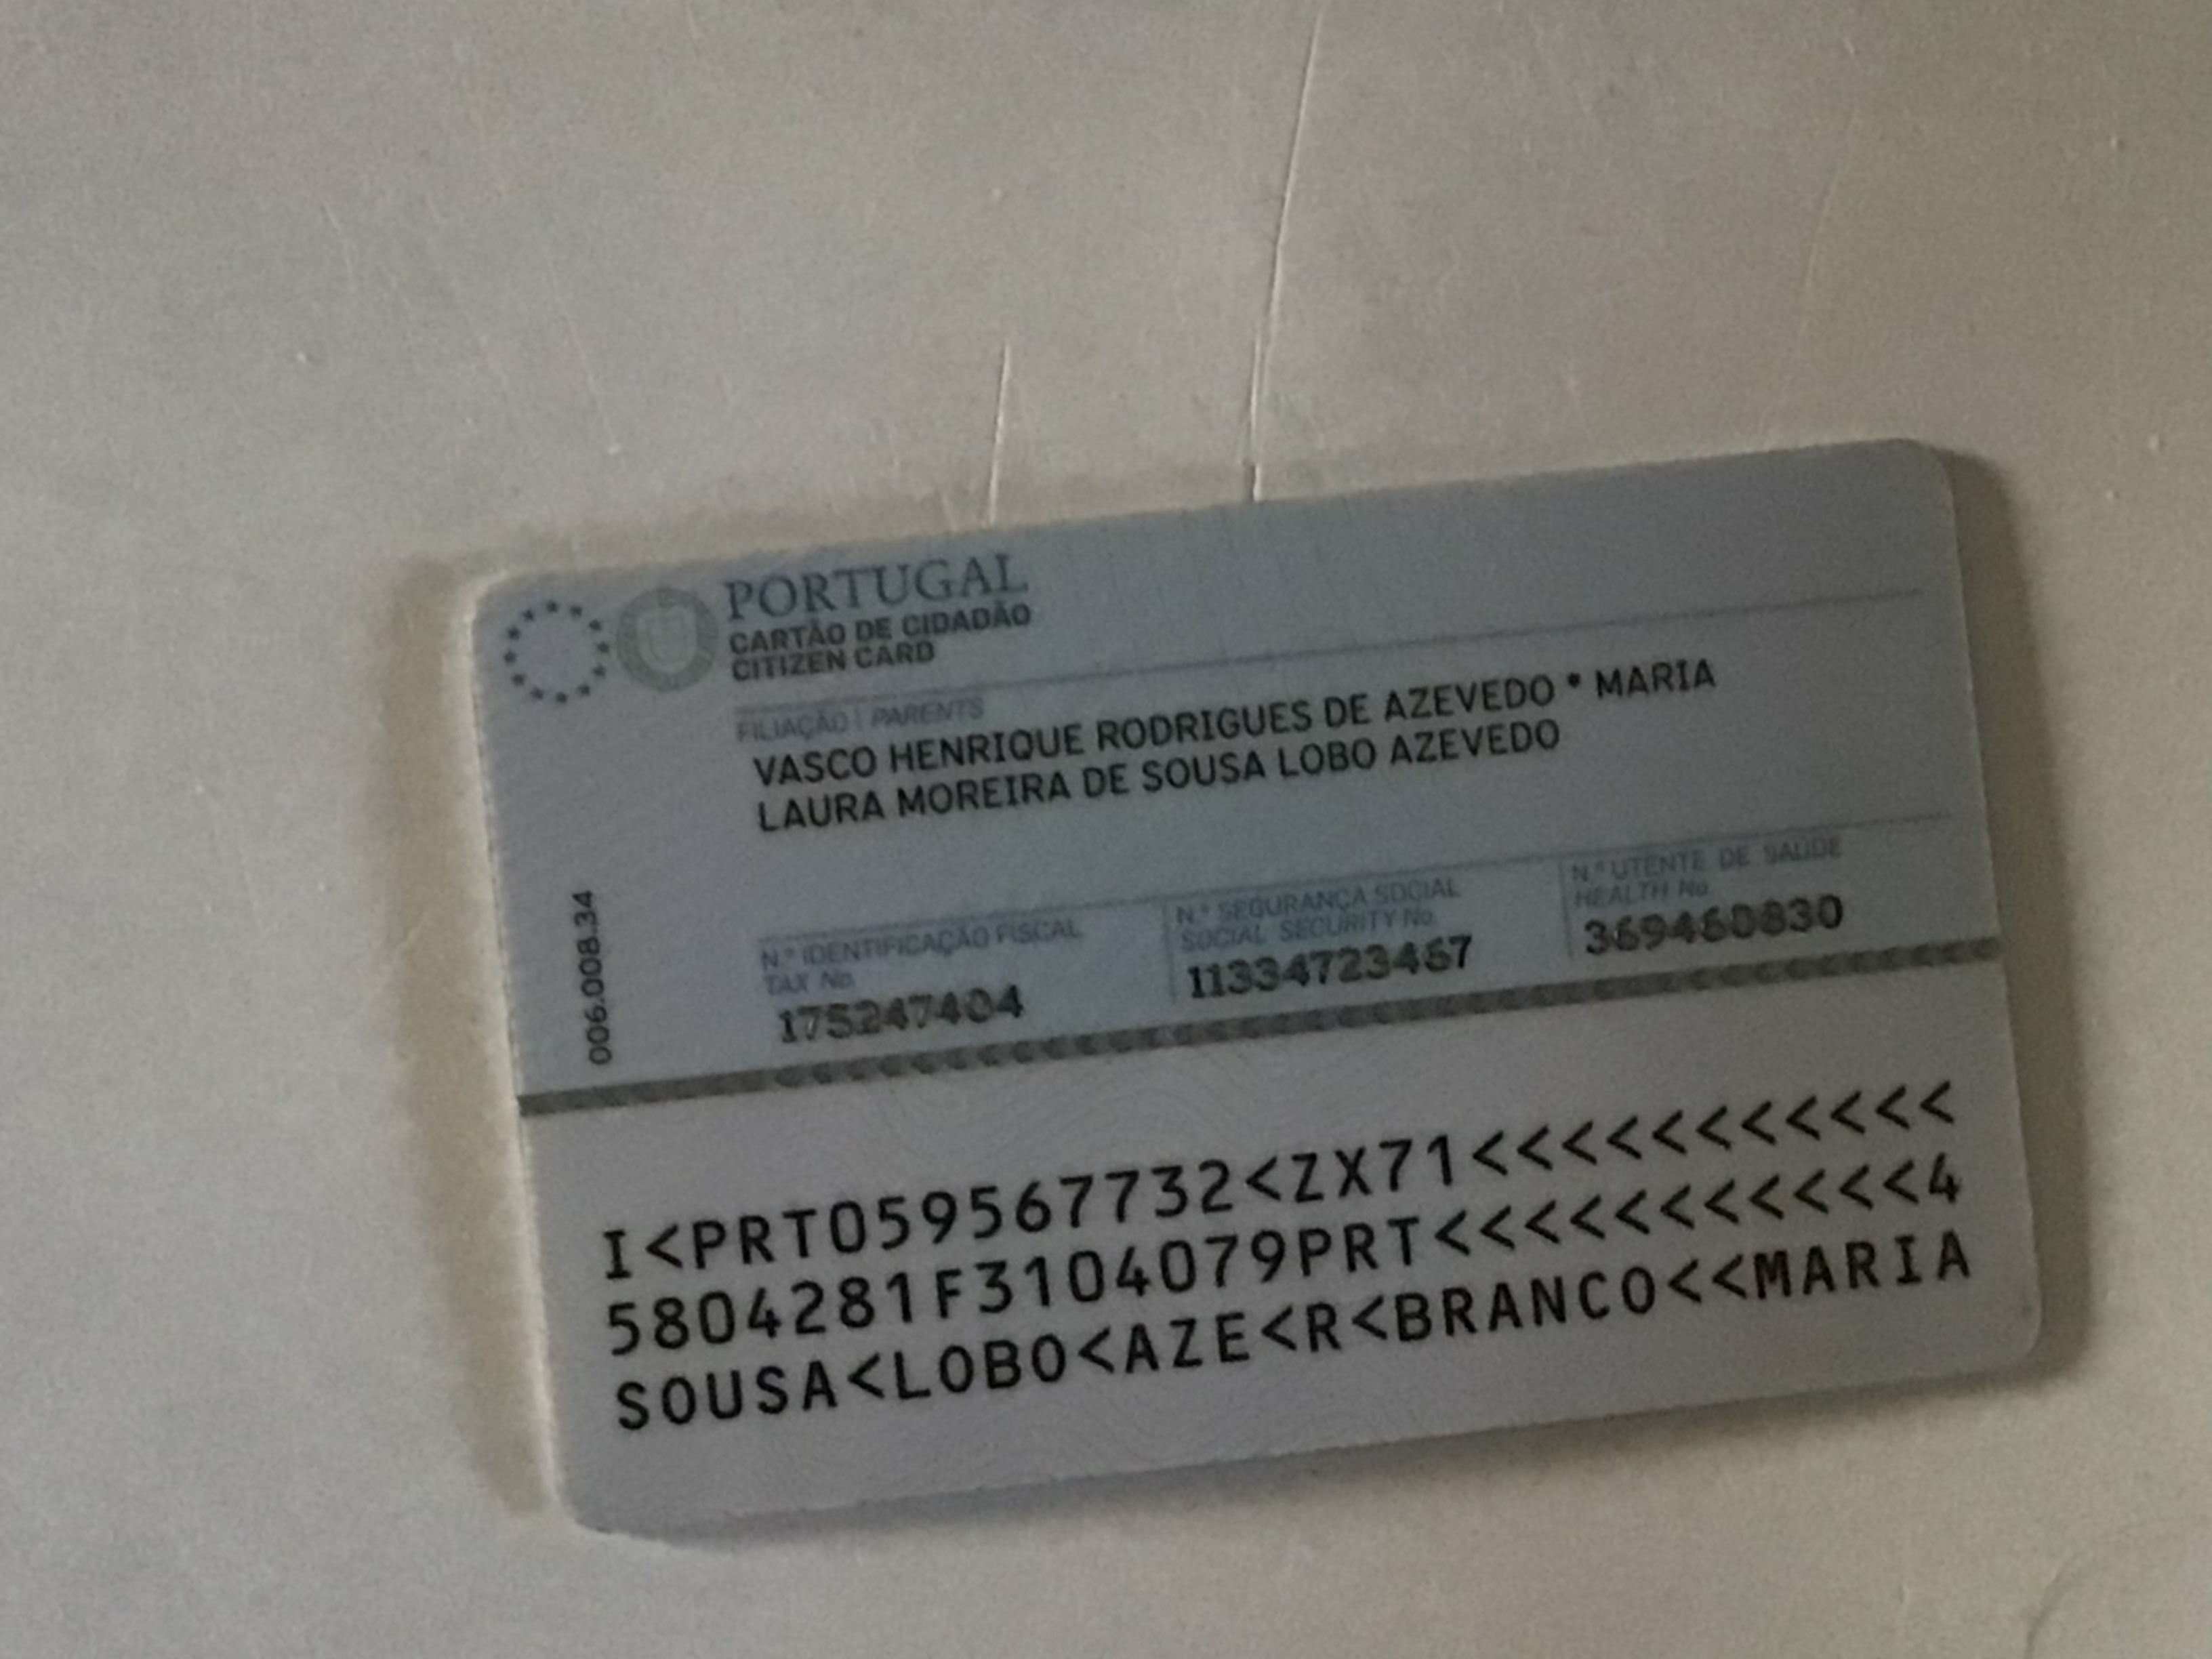 PORTUGAL
CARTÃO DE CIDADÃO
CITIZEN CARD
FILIAÇÃO | PARENTS
VASCO HENRIQUE RODRIGUES DE AZEVEDO * MARIA
LAURA MOREIRA DE SOUSA LOBO AZEVEDO
006.008.34
N.º IDENTIFICAÇÃO FISCAL
TAX No.
175247404
N.º SEGURANÇA SOCIAL
SOCIAL SECURITY No.
11334723467
N.º UTENTE DE SAÚDE
HEALTH No.
369460830
I<PRT059567732<ZX71<<<<<<<<<<<
5804281F3104079PRT<<<<<<<<<<<4
SOUSA<LOBO<AZE<R<BRANCO<<MARIA